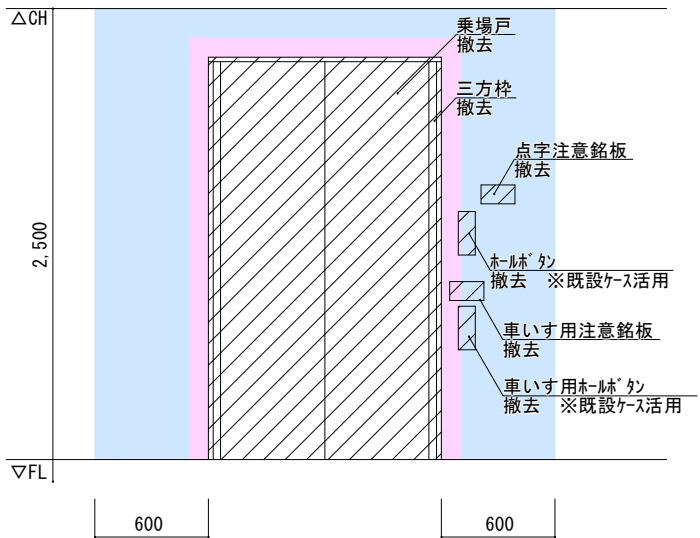 △CH
乗場戸
撤去
三方枠
撤去
点字注意銘板
撤去
2,500
ﾎｰﾙﾎﾞﾀﾝ
撤去　※既設ｹｰｽ活用
車いす用注意銘板
撤去
車いす用ﾎｰﾙﾎﾞﾀﾝ
撤去　※既設ｹｰｽ活用
▽FL
600
600